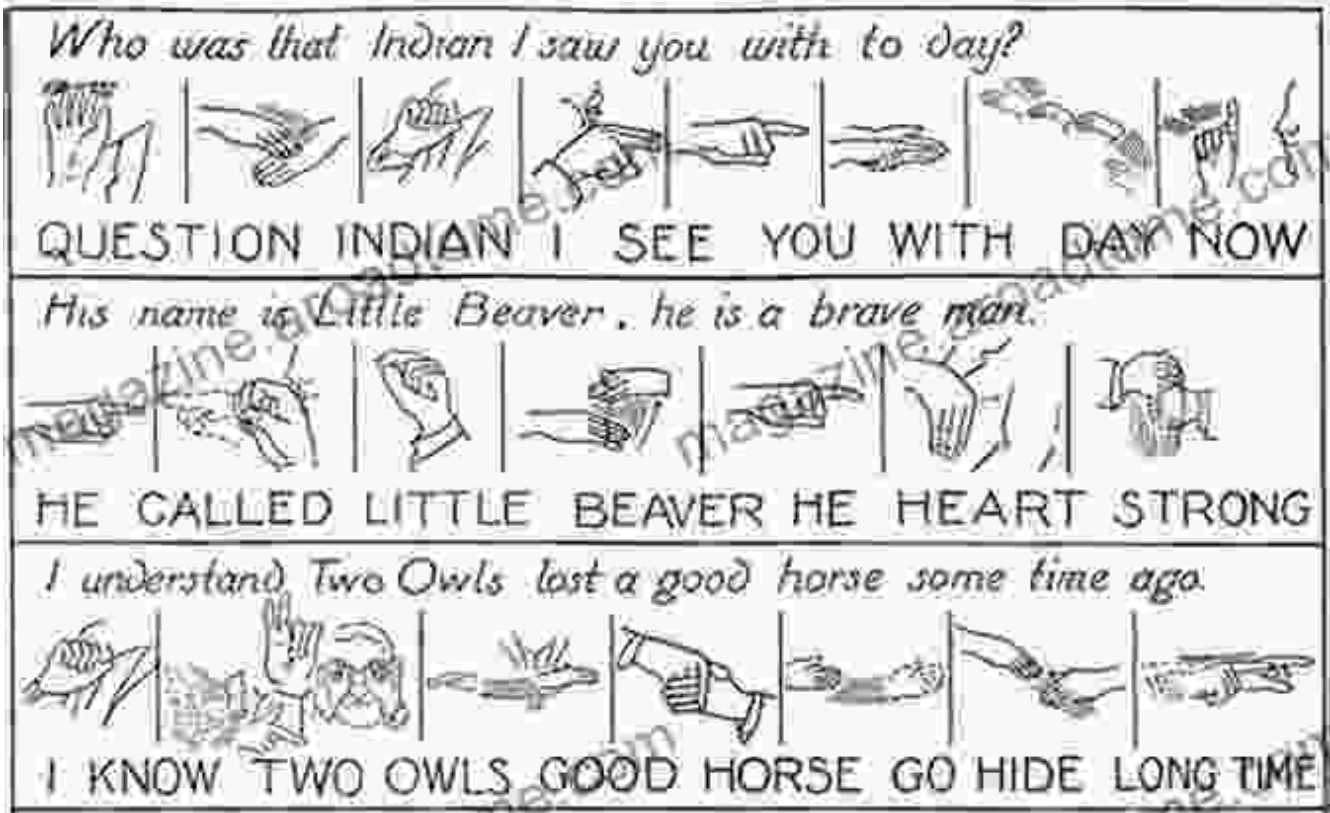 Who was that Indian I saw you with to day?
QUESTION INDIAN I SEE YOU WITH DAY NOW
His name is Little Beaver, he is a brave man.
HE CALLED LITTLE BEAVER HE HEART STRONG
I understand Two Owls lost a good horse some time ago.
I KNOW TWO OWLS GOOD HORSE GO HIDE LONG TIME